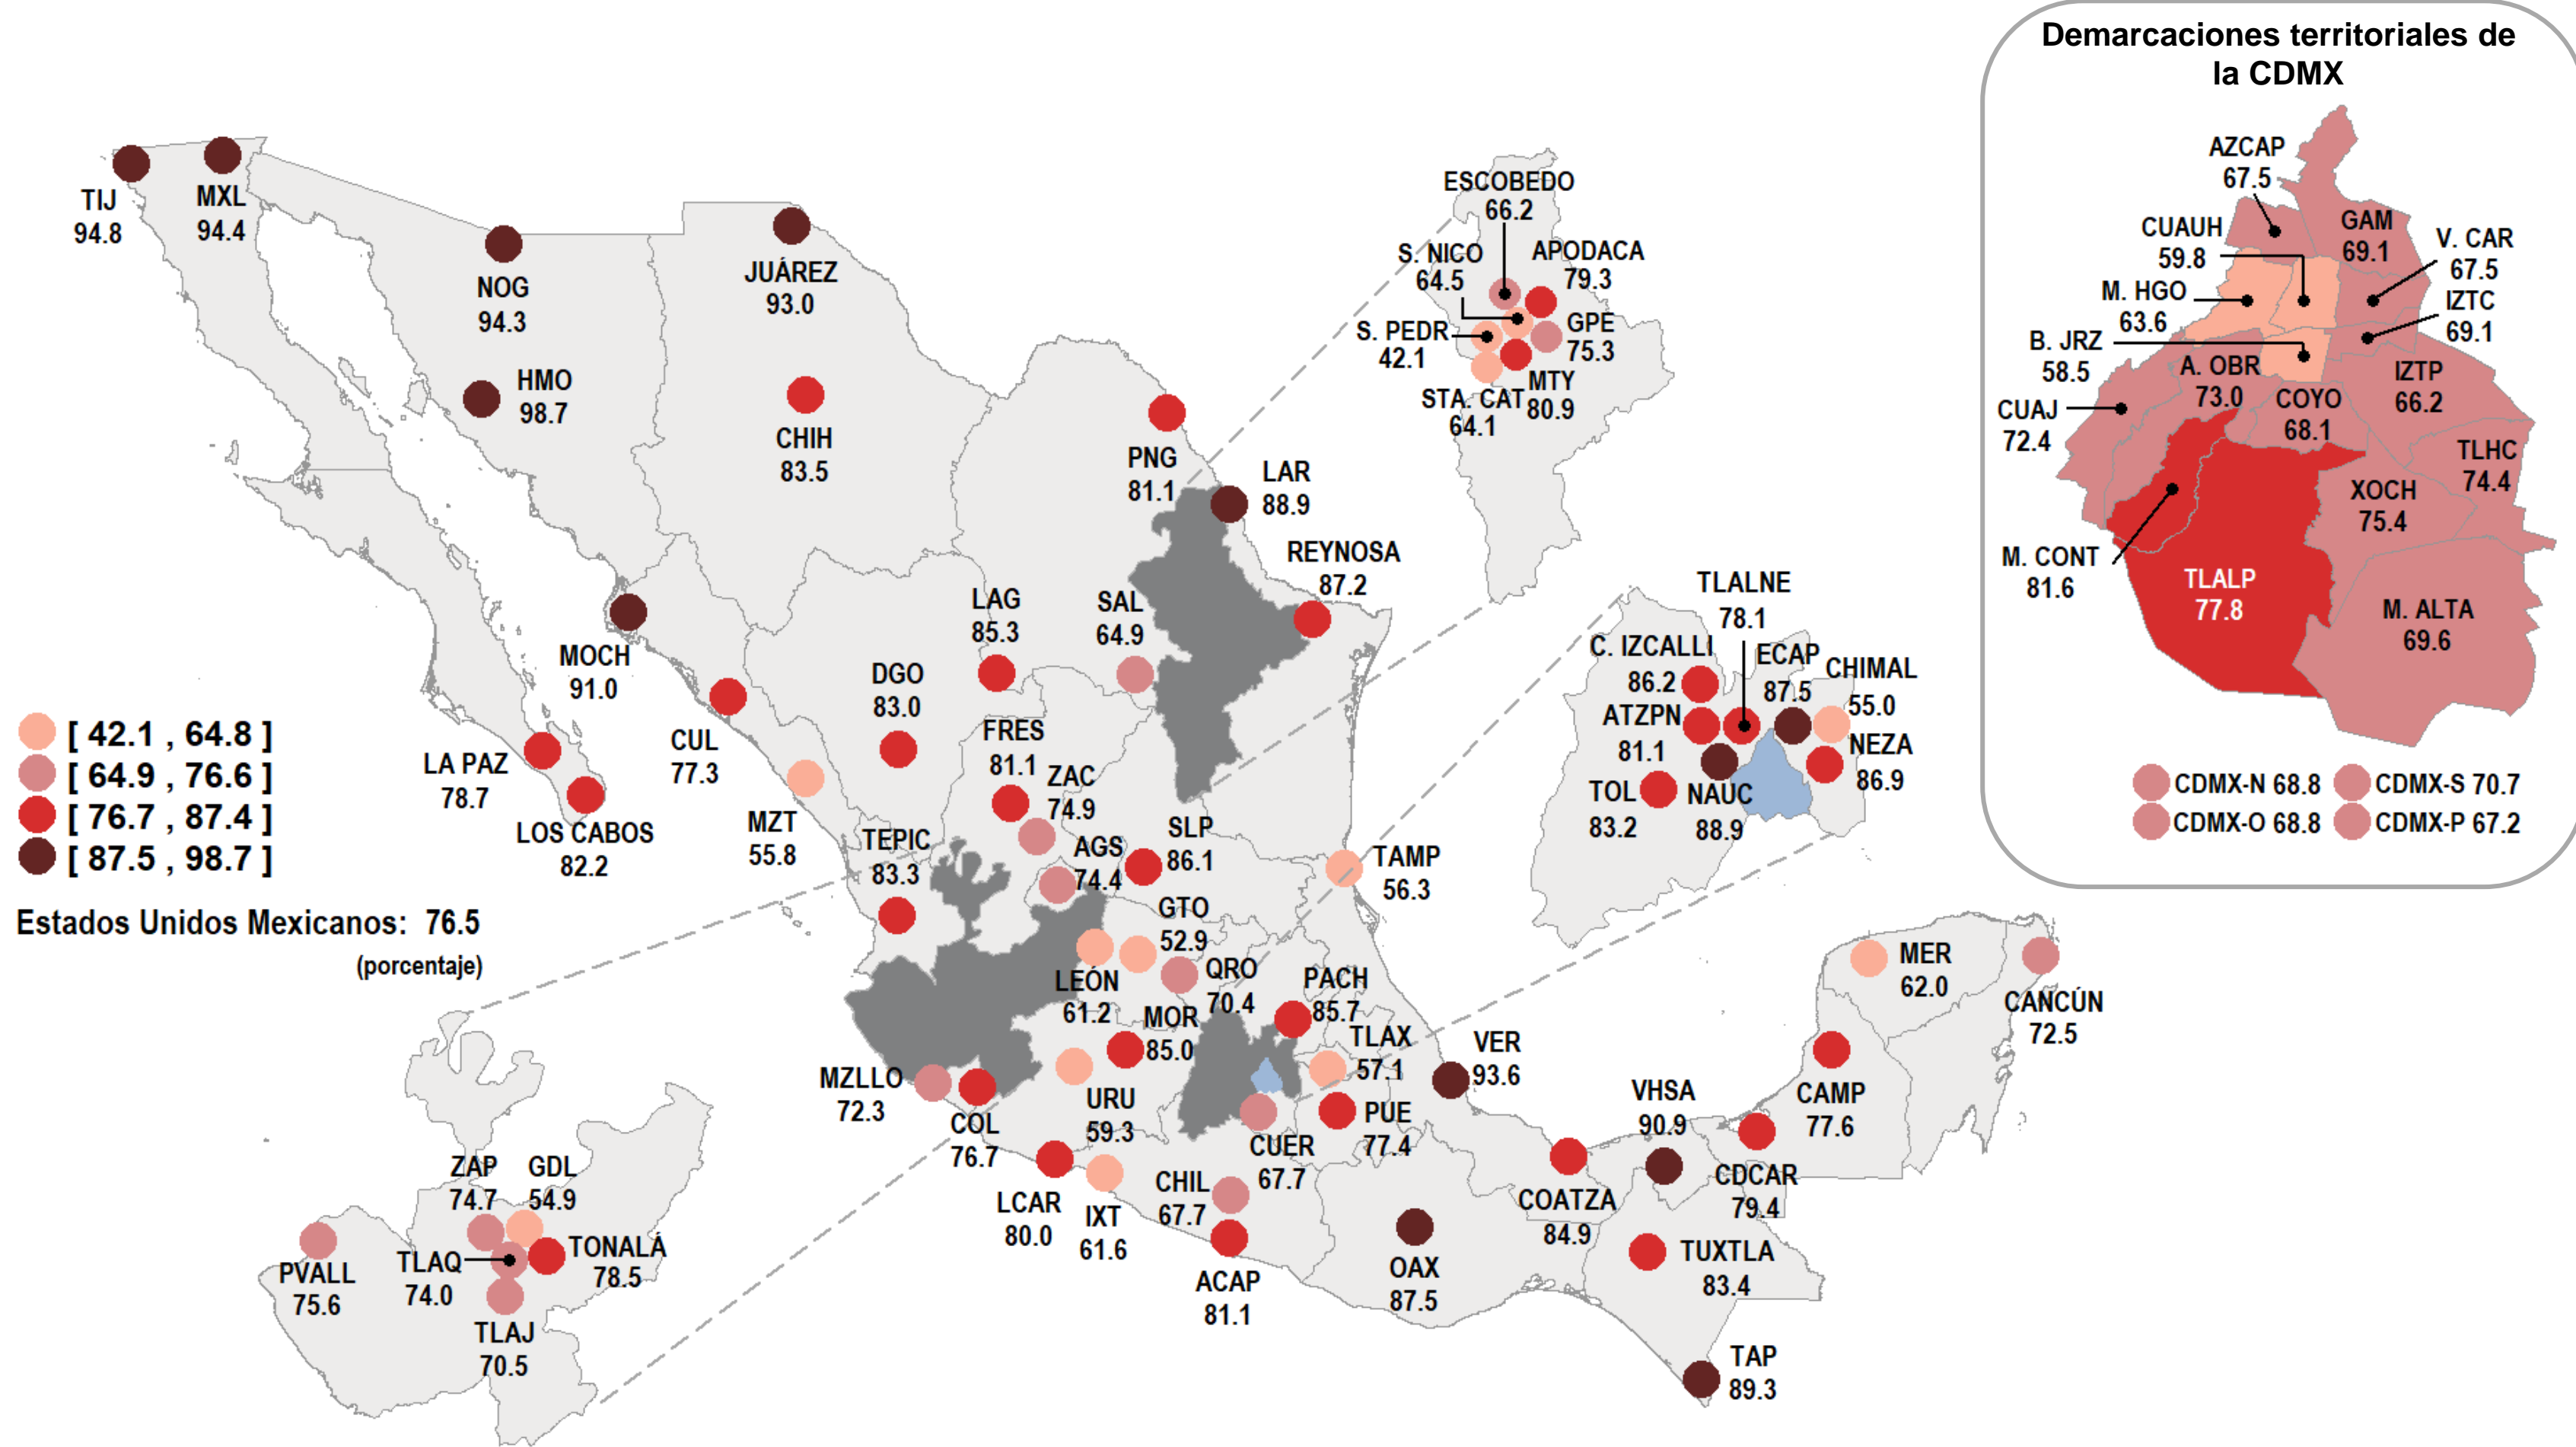 Demarcaciones territoriales de
la CDMX
AZCAP
67.5
CUAUH
59.8
GAM
69.1
V. CAR
67.5
M. HGO
63.6
IZTC
69.1
B. JRZ
58.5
A. OBR
73.0
IZTP
66.2
CUAJ
72.4
COYO
68.1
TLHC
74.4
XOCH
75.4
M. CONT
81.6
TLALP
77.8
M. ALTA
69.6
CDMX-N 68.8
CDMX-S 70.7
CDMX-O 68.8
CDMX-P 67.2
TIJ
94.8
MXL
94.4
NOG
94.3
JUÁREZ
93.0
HMO
98.7
CHIH
83.5
PNG
81.1
LAR
88.9
REYNOSA
87.2
ESCOBEDO
66.2
S. NICO
64.5
APODACA
79.3
S. PEDR
42.1
GPE
75.3
STA. CAT
64.1
MTY
80.9
MOCH
91.0
LAG
85.3
SAL
64.9
DGO
83.0
CUL
77.3
LA PAZ
78.7
LOS CABOS
82.2
MZT
55.8
FRES
81.1
ZAC
74.9
TEPIC
83.3
AGS
74.4
SLP
86.1
TAMP
56.3
GTO
52.9
LEÓN
61.2
QRO
70.4
PACH
85.7
MOR
85.0
TLAX
57.1
VER
93.6
MZLLO
72.3
COL
76.7
URU
59.3
CUER
67.7
PUE
77.4
LCAR
80.0
IXT
61.6
CHIL
67.7
ACAP
81.1
OAX
87.5
COATZA
84.9
VHSA
90.9
CDCAR
79.4
CAMP
77.6
MER
62.0
CANCÚN
72.5
TUXTLA
83.4
TAP
89.3
TLALNE
78.1
C. IZCALLI
86.2
ECAP
87.5
CHIMAL
55.0
ATZPN
81.1
NEZA
86.9
TOL
83.2
NAUC
88.9
[ 42.1 , 64.8 ]
[ 64.9 , 76.6 ]
[ 76.7 , 87.4 ]
[ 87.5 , 98.7 ]
Estados Unidos Mexicanos: 76.5
(porcentaje)
ZAP
74.7
GDL
54.9
PVALL
75.6
TLAQ
74.0
TONALÁ
78.5
TLAJ
70.5